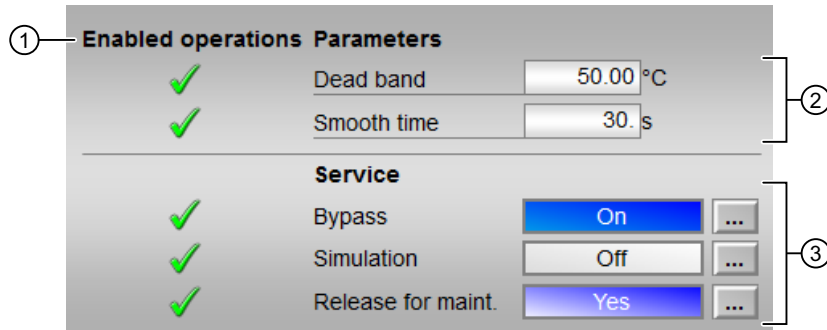 ① Enabled operations Parameters
Dead band 50.00 °C
Smooth time 30. s
②
Service
Bypass On ...
Simulation Off ...
③
Release for maint. Yes ...